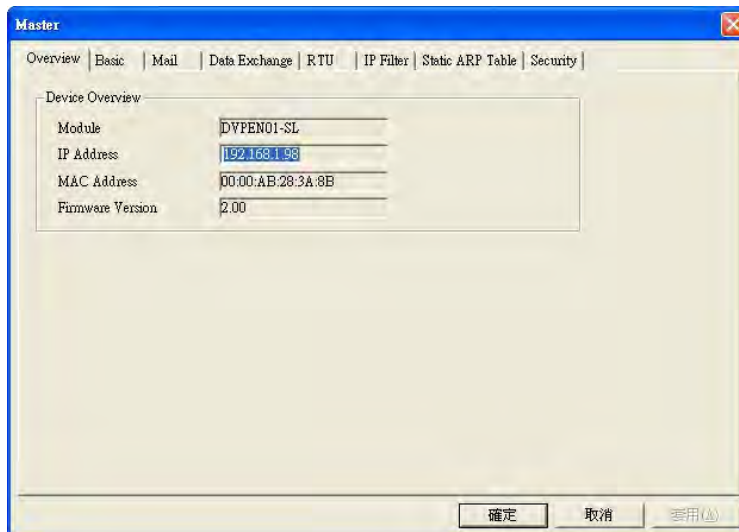 Master
Overview Basic Mail Data Exchange RTU IP Filter Static ARP Table Security
Device Overview
Module DVPEN01-SL
IP Address 192.168.1.98
MAC Address 00:00:AB:28:3A:8B
Firmware Version 2.00
確定 取消 套用(A)